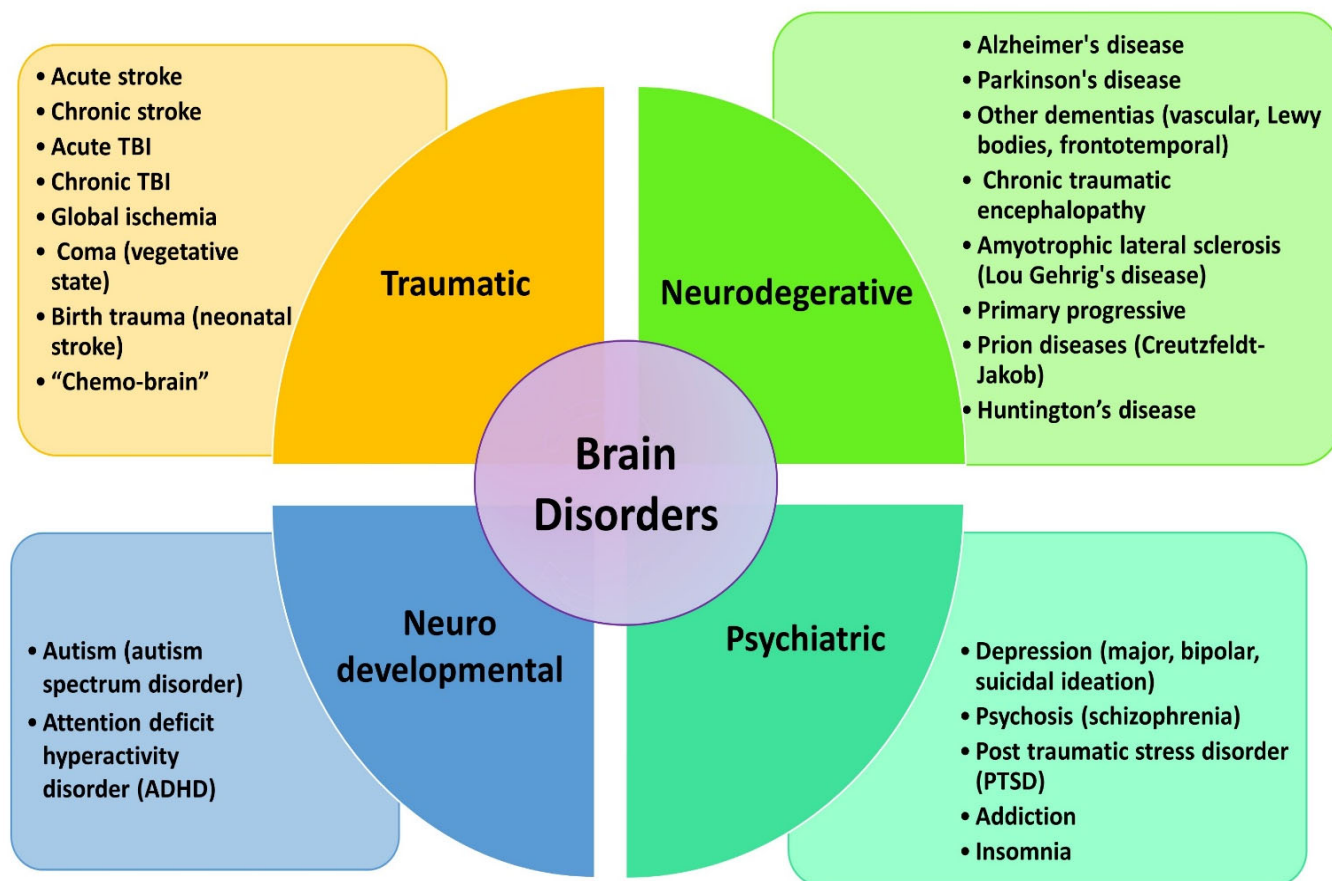 • Acute stroke
• Chronic stroke
• Acute TBI
• Chronic TBI
• Global ischemia
• Coma (vegetative
state)
• Birth trauma (neonatal
stroke)
• “Chemo-brain”
Traumatic
Neurodegerative
• Alzheimer's disease
• Parkinson's disease
• Other dementias (vascular, Lewy
bodies, frontotemporal)
• Chronic traumatic
encephalopathy
• Amyotrophic lateral sclerosis
(Lou Gehrig's disease)
• Primary progressive
• Prion diseases (Creutzfeldt-
Jakob)
• Huntington’s disease
Brain
Disorders
• Autism (autism
spectrum disorder)
• Attention deficit
hyperactivity
disorder (ADHD)
Neuro
developmental
Psychiatric
• Depression (major, bipolar,
suicidal ideation)
• Psychosis (schizophrenia)
• Post traumatic stress disorder
(PTSD)
• Addiction
• Insomnia